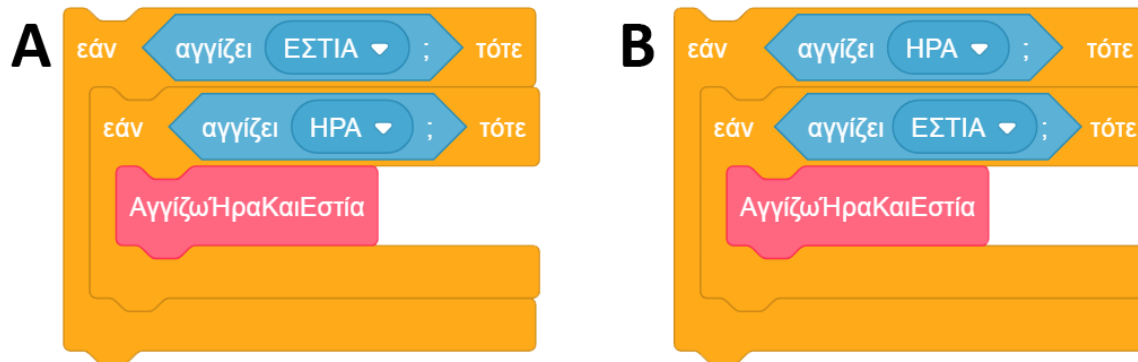 A
εάν αγγίζει ΕΣΤΙΑ ; τότε
εάν αγγίζει ΗΡΑ ; τότε
ΑγγίζωΉραΚαιΕστία
B
εάν αγγίζει ΗΡΑ ; τότε
εάν αγγίζει ΕΣΤΙΑ ; τότε
ΑγγίζωΉραΚαιΕστία